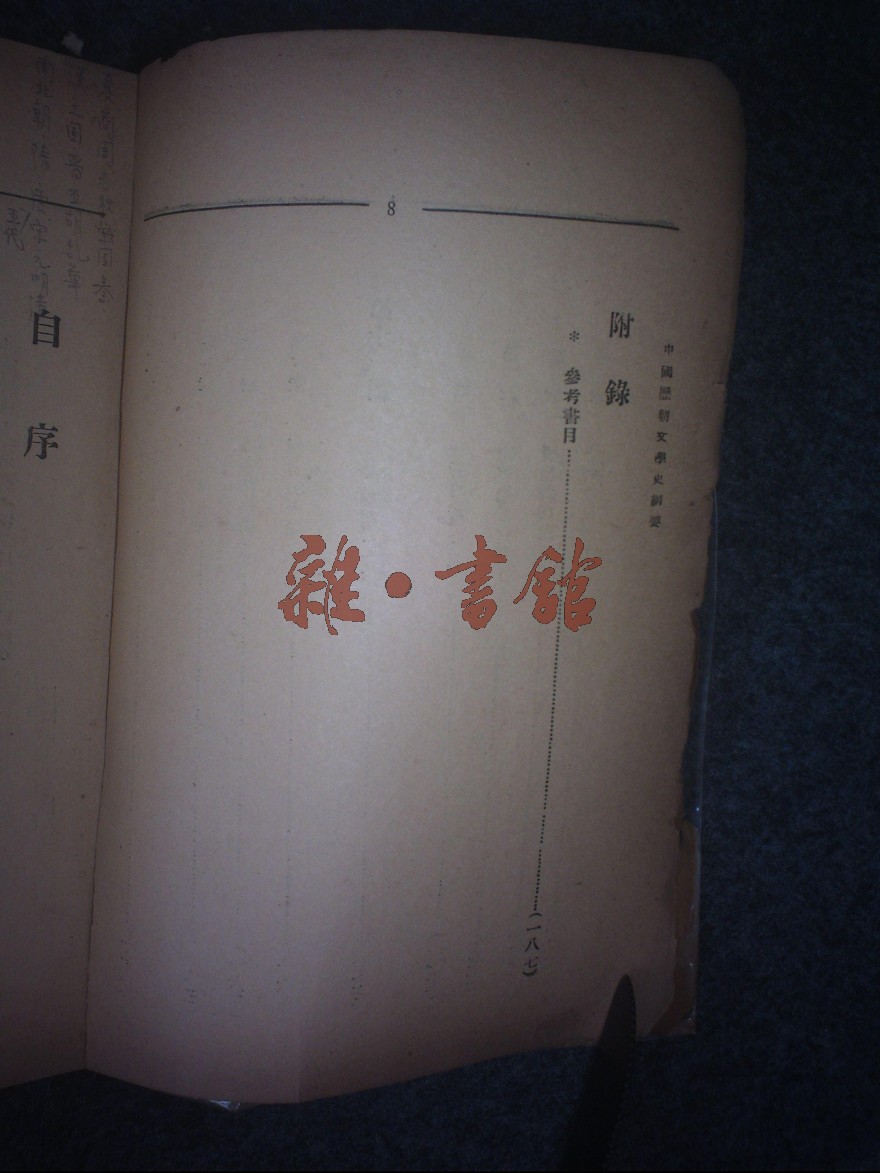 8
中國歷朝文學史綱要
附錄
* 參考書目……………………(一八七)
雜·書館
自序